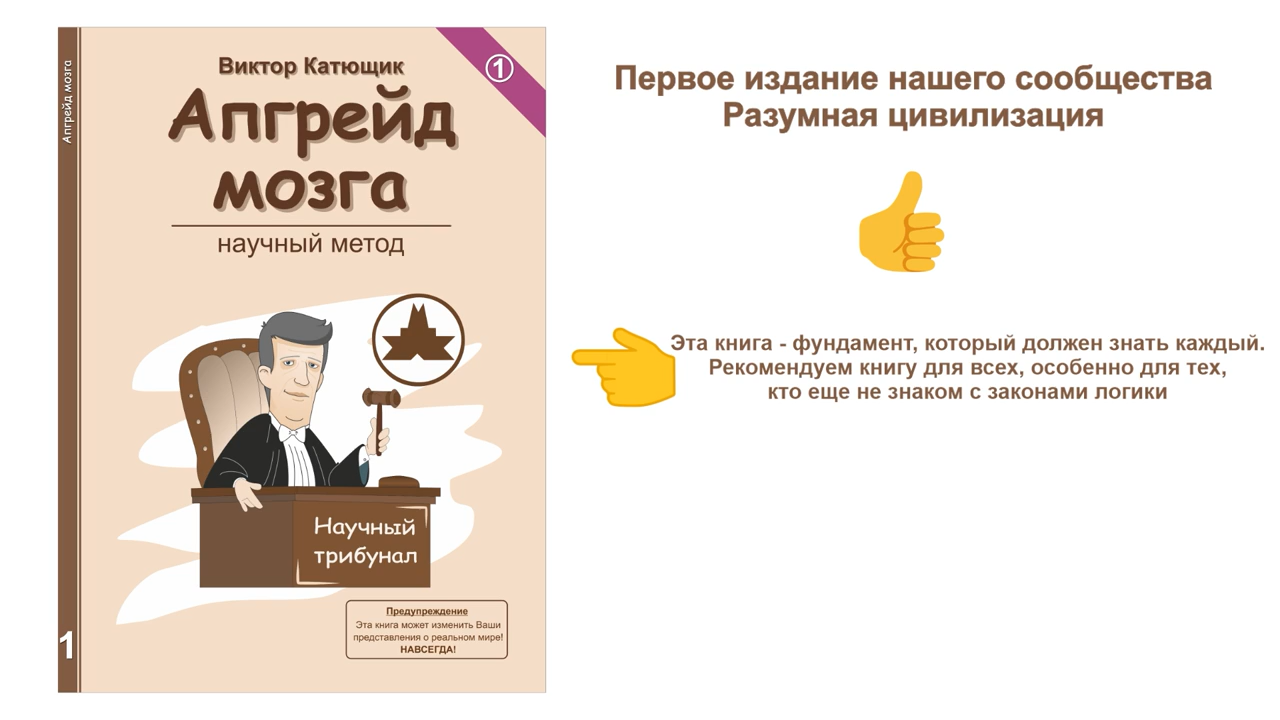 Апгрейд мозга
1
Виктор Катющик
1
Апгрейд
мозга
научный метод
Научный
трибунал
Предупреждение
Эта книга может изменить Ваши
представления о реальном мире!
НАВСЕГДА!
Первое издание нашего сообщества
Разумная цивилизация
Эта книга - фундамент, который должен знать каждый.
Рекомендуем книгу для всех, особенно для тех,
кто еще не знаком с законами логики